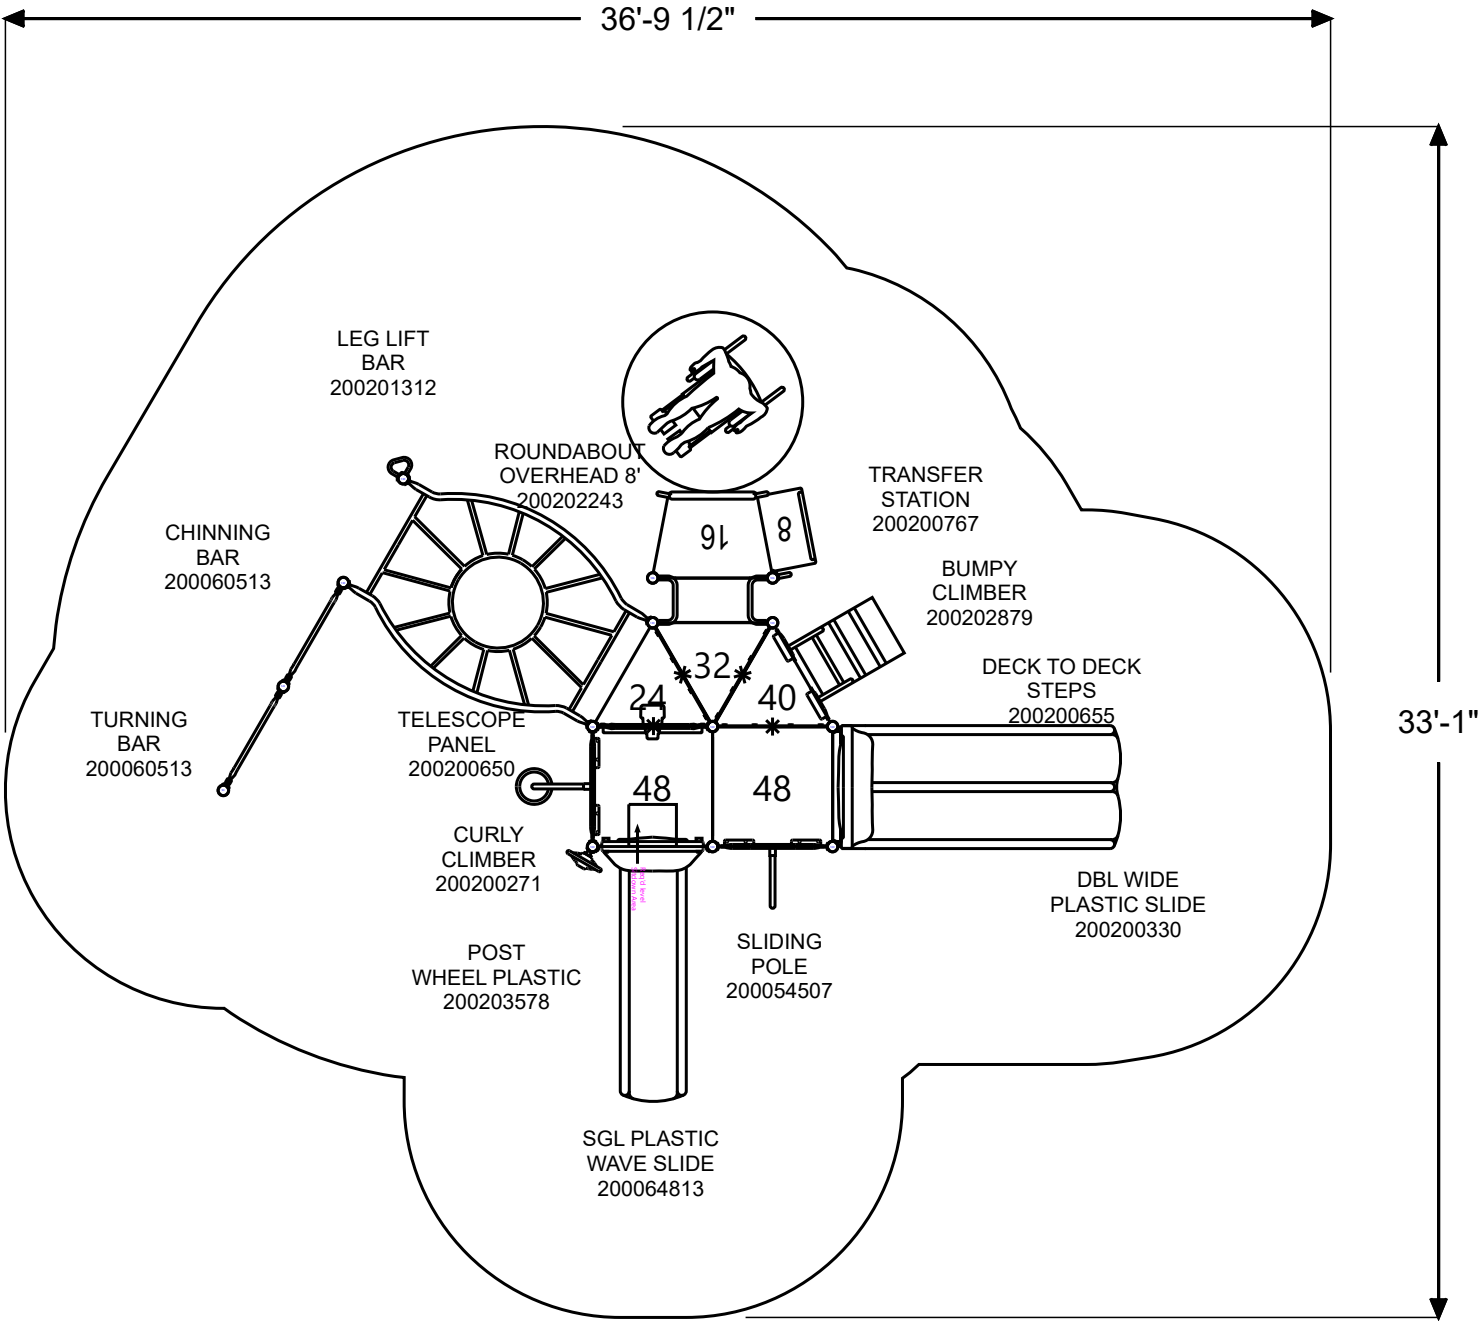 36'-9 1/2"
LEG LIFT
BAR
200201312
ROUNDABOUT
OVERHEAD 8'
200202243
TRANSFER
STATION
200200767
16
8
CHINNING
BAR
200060513
BUMPY
CLIMBER
200202879
32
24
40
DECK TO DECK
STEPS
200200655
33'-1"
TURNING
BAR
200060513
TELESCOPE
PANEL
200200650
48
48
CURLY
CLIMBER
200200271
DBL WIDE
PLASTIC SLIDE
200200330
POST
WHEEL PLASTIC
200203578
SLIDING
POLE
200054507
SGL PLASTIC
WAVE SLIDE
200064813